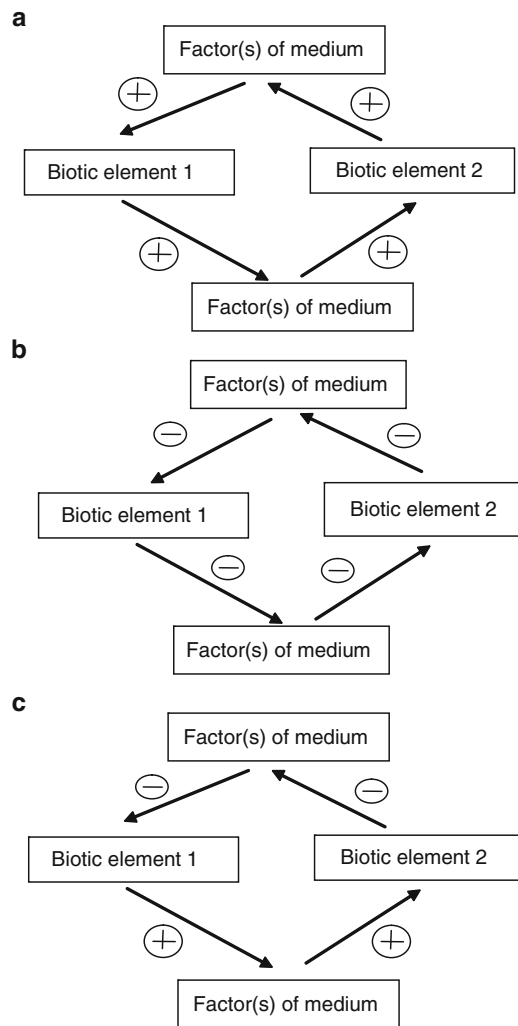 a
Factor(s) of medium
+ +
Biotic element 1 Biotic element 2
+ +
Factor(s) of medium
b
Factor(s) of medium
− −
Biotic element 1 Biotic element 2
− −
Factor(s) of medium
c
Factor(s) of medium
− −
Biotic element 1 Biotic element 2
+ +
Factor(s) of medium